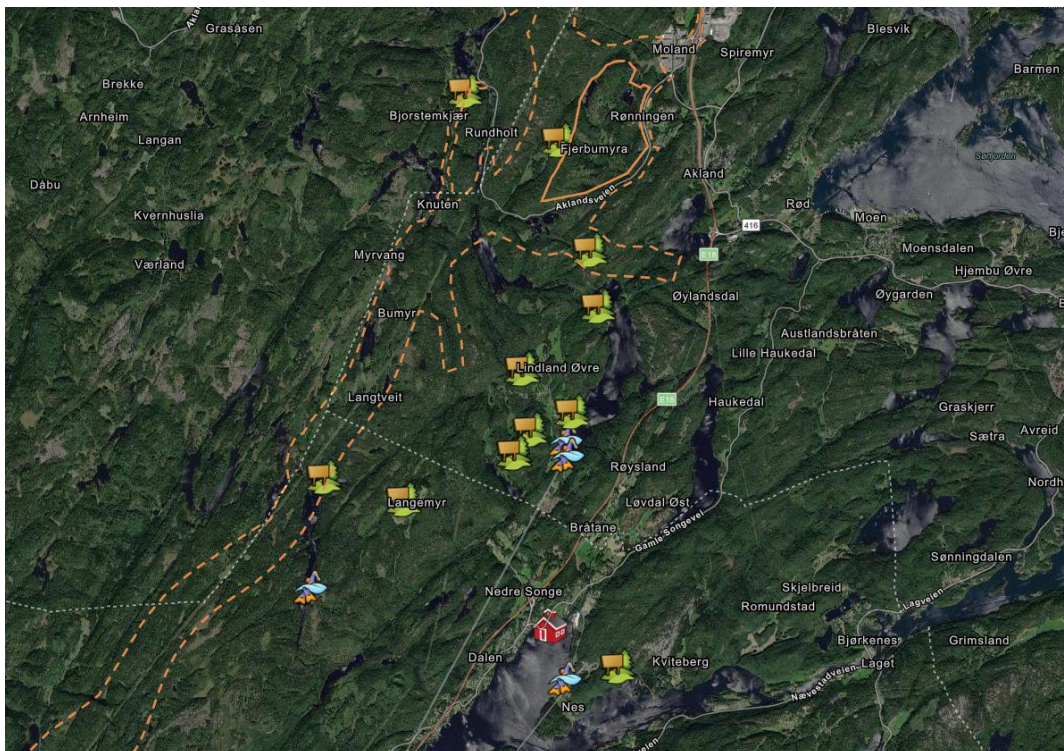 Grasåsen
Moland
Spiremyr
Blesvik
Brekke
Barmen
Arnheim
Bjorstemkjær
Rønningen
Langan
Rundholt
Fjerbumyra
Sørfjorden
Dåbu
Akland
Knuten
Aklandsveien
Rød
Kvernhuslia
Moen
416
Moensdalen
Myrvang
E18
Værland
Hjembu Øvre
Øylandsdal
Øygarden
Bumyr
Austlandsbråten
Lille Haukedal
Lindland Øvre
Langtveit
E18
Haukedal
Graskjerr
Avreid
Sætra
Røysland
Langemyr
Løvdal Øst
Bråtane
Gamle Songevei
Sønningdalen
Nedre Songe
Skjelbreid
Romundstad
Lagveien
Bjørkenes
Grimsland
Dalen
Kviteberg
Laget
Nævestadveien
Nes